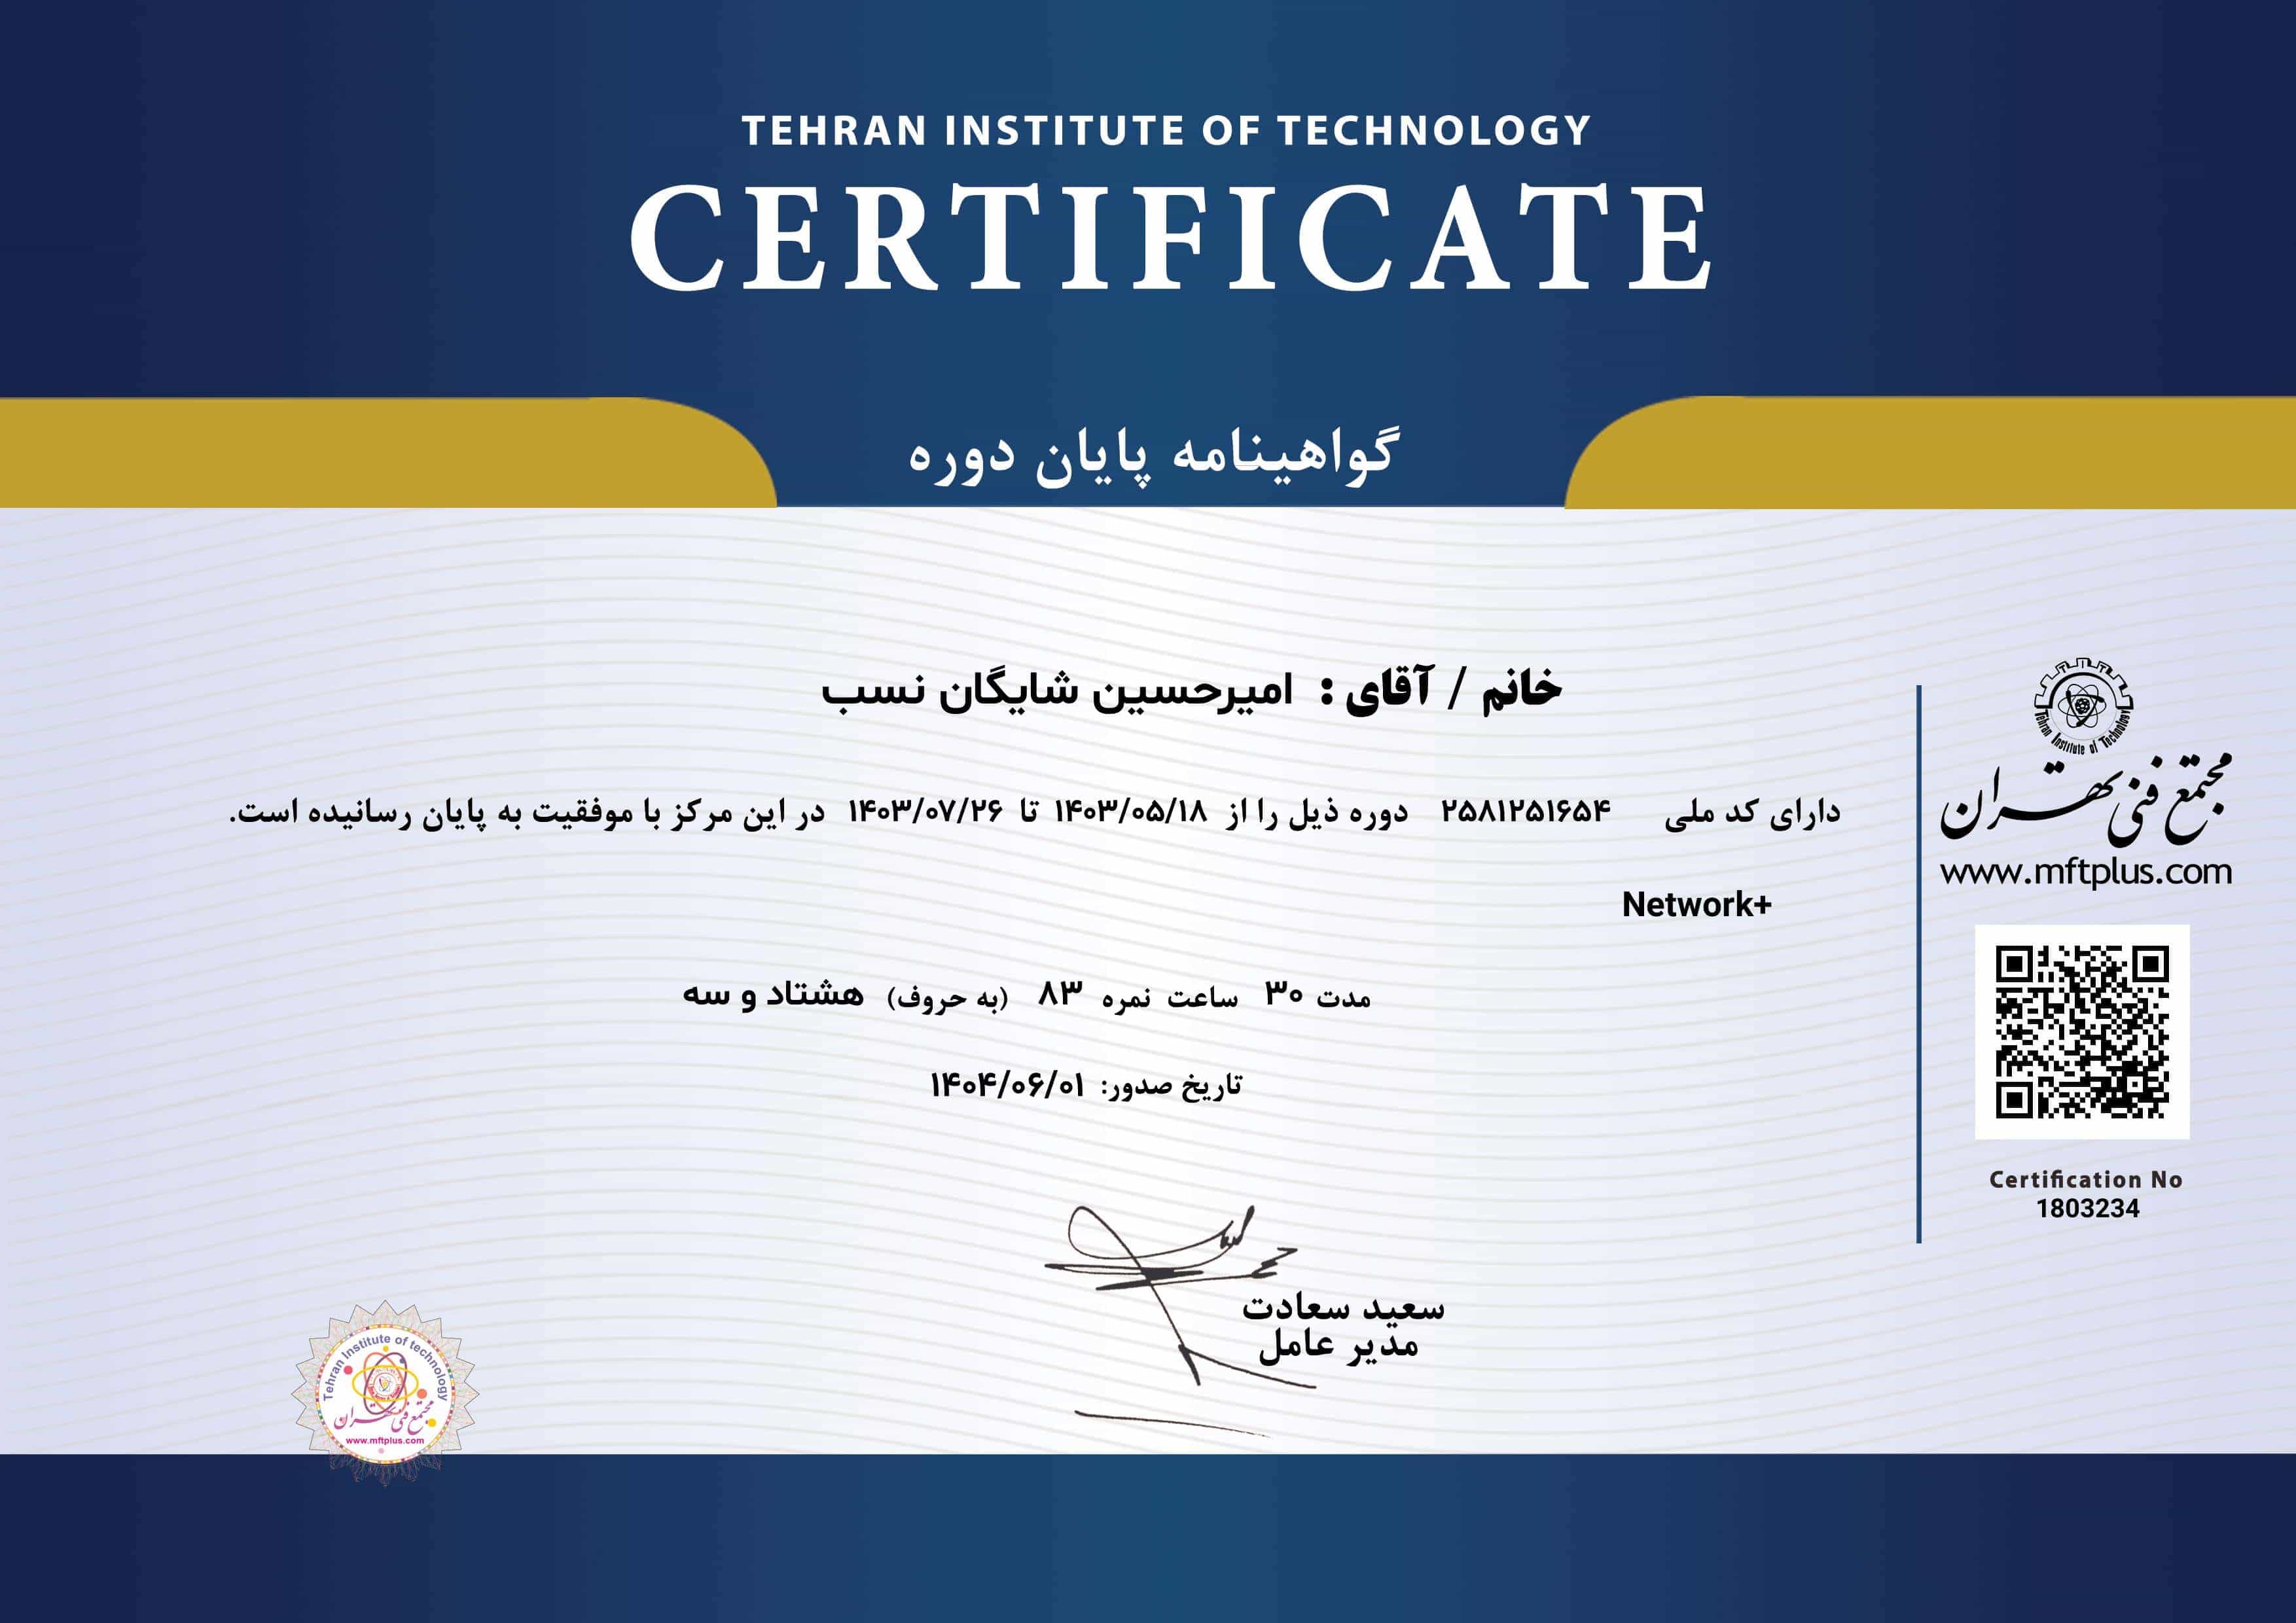 TEHRAN INSTITUTE OF TECHNOLOGY
CERTIFICATE
گواهینامه پایان دوره
خانم / آقای : امیرحسین شایگان نسب
دارای کد ملی ۲۵۸۱۲۵۱۶۵۴ دوره ذیل را از ۱۴۰۳/۰۵/۱۸ تا ۱۴۰۳/۰۷/۲۶ در این مرکز با موفقیت به پایان رسانیده است.
Network+
مدت ۳۰ ساعت نمره ۸۳ (به حروف) هشتاد و سه
تاریخ صدور: ۱۴۰۴/۰۶/۰۱
سعید سعادت
مدیر عامل
Tehran Institute of Technology
مجتمع فنی تهران
www.mftplus.com
Certification No
1803234
Tehran Institute of technology
مجتمع فنی تهران
www.mftplus.com